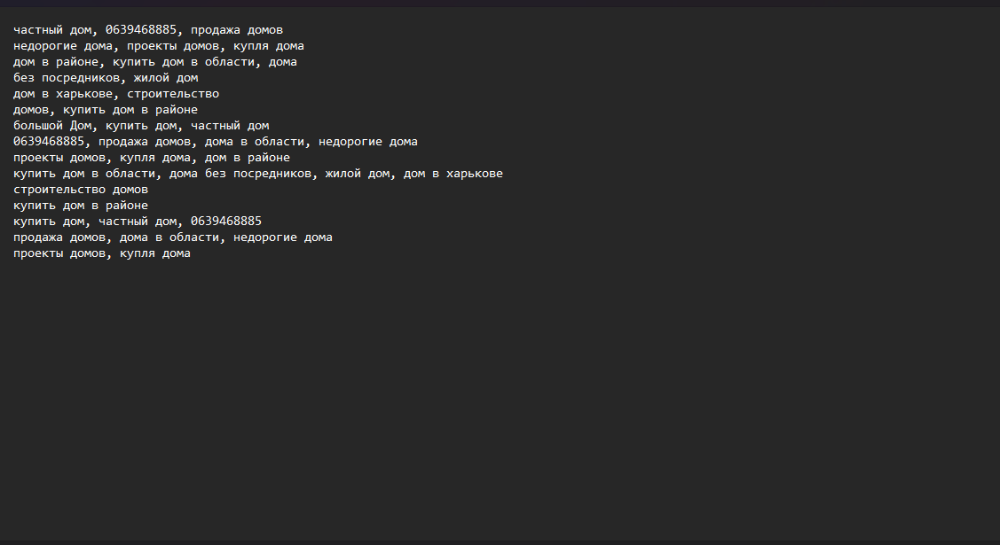 частный дом, 0639468885, продажа домов
недорогие дома, проекты домов, купля дома
дом в районе, купить дом в области, дома
без посредников, жилой дом
дом в харькове, строительство
домов, купить дом в районе
большой Дом, купить дом, частный дом
0639468885, продажа домов, дома в области, недорогие дома
проекты домов, купля дома, дом в районе
купить дом в области, дома без посредников, жилой дом, дом в харькове
строительство домов
купить дом в районе
купить дом, частный дом, 0639468885
продажа домов, дома в области, недорогие дома
проекты домов, купля дома